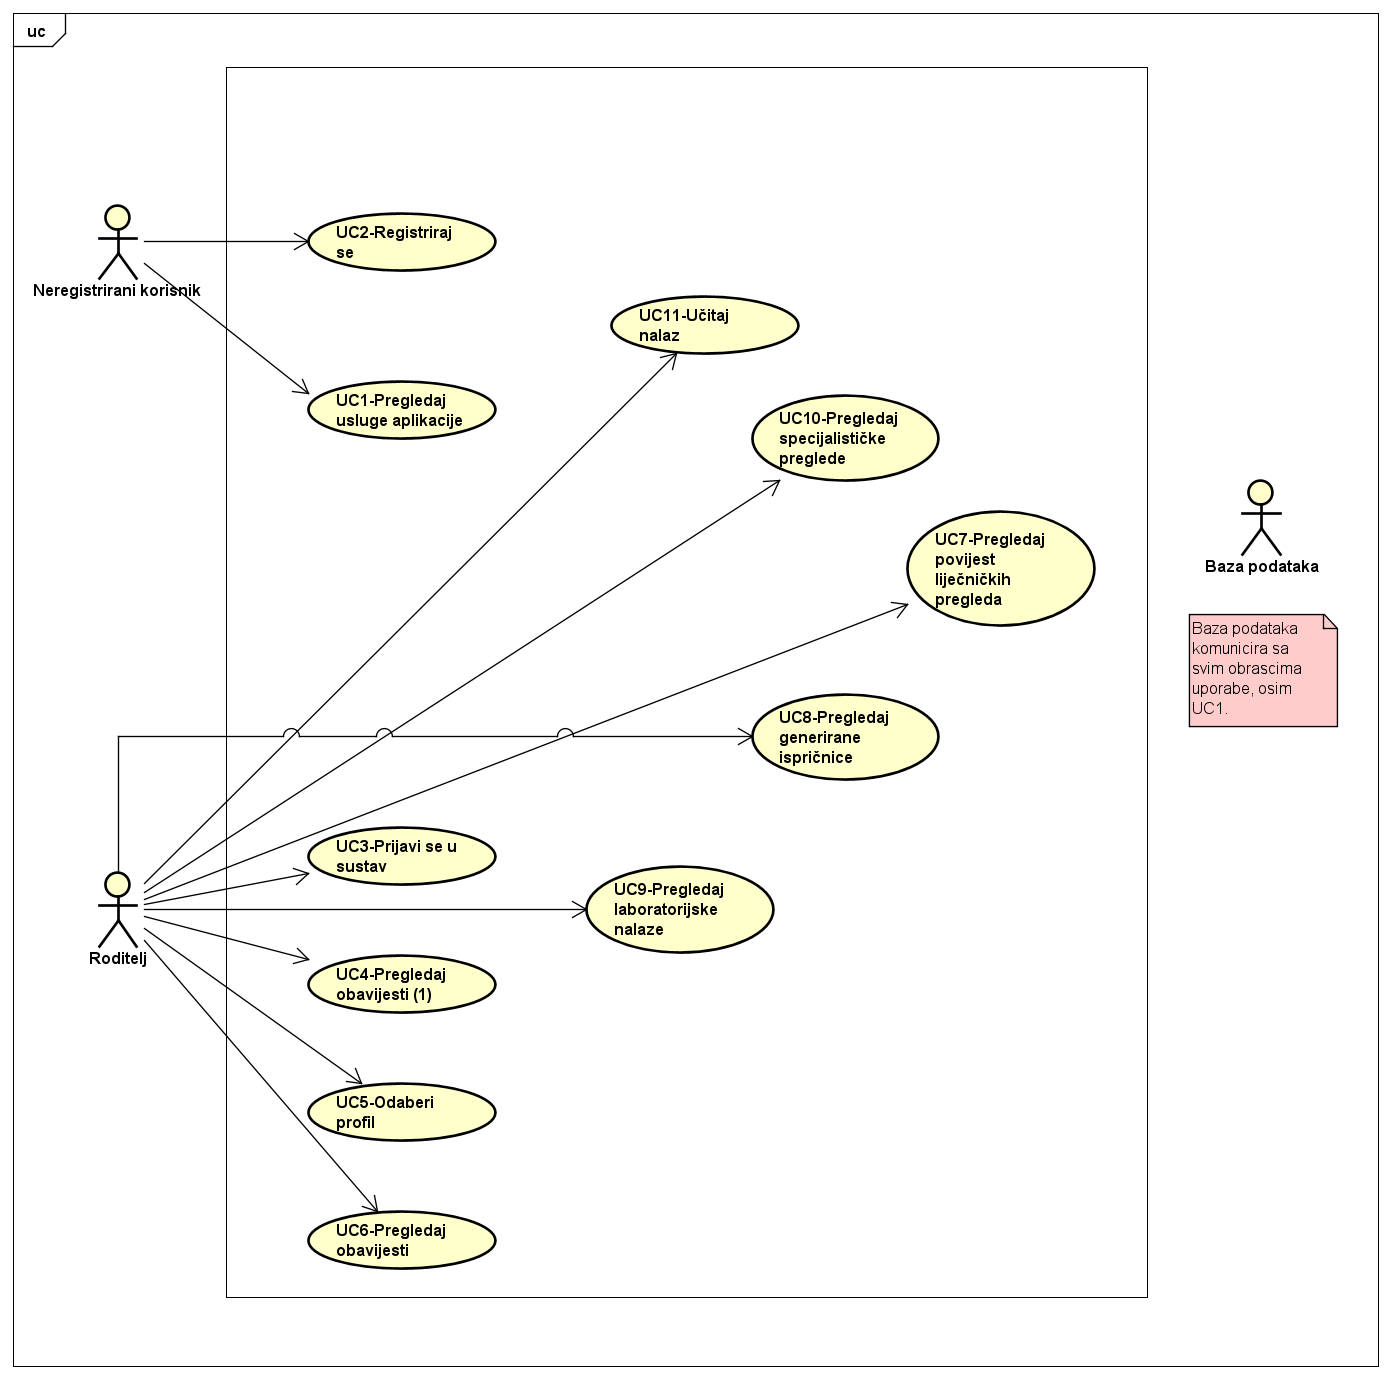 uc
UC2-Registriraj
se
Neregistrirani korisnik
UC11-Učitaj
nalaz
UC1-Pregledaj
usluge aplikacije
UC10-Pregledaj
specijalističke
preglede
UC7-Pregledaj
povijest
liječničkih
pregleda
Baza podataka
Baza podataka
komunicira sa
svim obrascima
uporabe, osim
UC1.
UC8-Pregledaj
generirane
ispričnice
UC3-Prijavi se u
sustav
UC9-Pregledaj
laboratorijske
nalaze
Roditelj
UC4-Pregledaj
obavijesti (1)
UC5-Odaberi
profil
UC6-Pregledaj
obavijesti